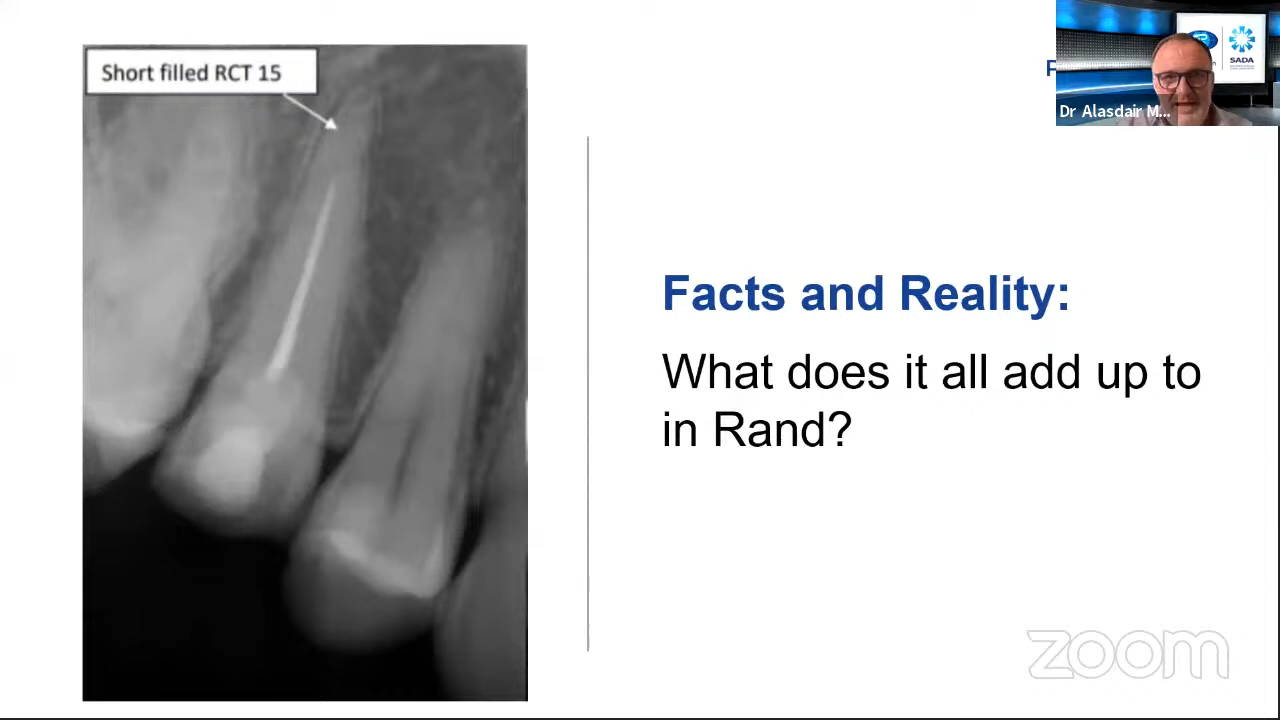 Short filled RCT 15
P
SADA
Dr Alasdair M...
Facts and Reality:
What does it all add up to
in Rand?
zoom